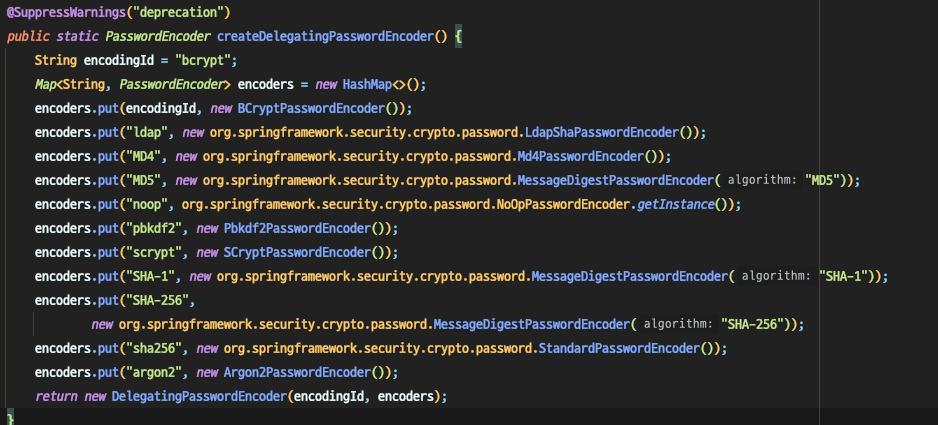 @SuppressWarnings("deprecation")
public static PasswordEncoder createDelegatingPasswordEncoder() {
String encodingId = "bcrypt";
Map<String, PasswordEncoder> encoders = new HashMap<>();
encoders.put(encodingId, new BCryptPasswordEncoder());
encoders.put("ldap", new org.springframework.security.crypto.password.LdapShaPasswordEncoder());
encoders.put("MD4", new org.springframework.security.crypto.password.Md4PasswordEncoder());
encoders.put("MD5", new org.springframework.security.crypto.password.MessageDigestPasswordEncoder( algorithm: "MD5"));
encoders.put("noop", org.springframework.security.crypto.password.NoOpPasswordEncoder.getInstance());
encoders.put("pbkdf2", new Pbkdf2PasswordEncoder());
encoders.put("scrypt", new SCryptPasswordEncoder());
encoders.put("SHA-1", new org.springframework.security.crypto.password.MessageDigestPasswordEncoder( algorithm: "SHA-1"));
encoders.put("SHA-256",
new org.springframework.security.crypto.password.MessageDigestPasswordEncoder( algorithm: "SHA-256"));
encoders.put("sha256", new org.springframework.security.crypto.password.StandardPasswordEncoder());
encoders.put("argon2", new Argon2PasswordEncoder());
return new DelegatingPasswordEncoder(encodingId, encoders);
}